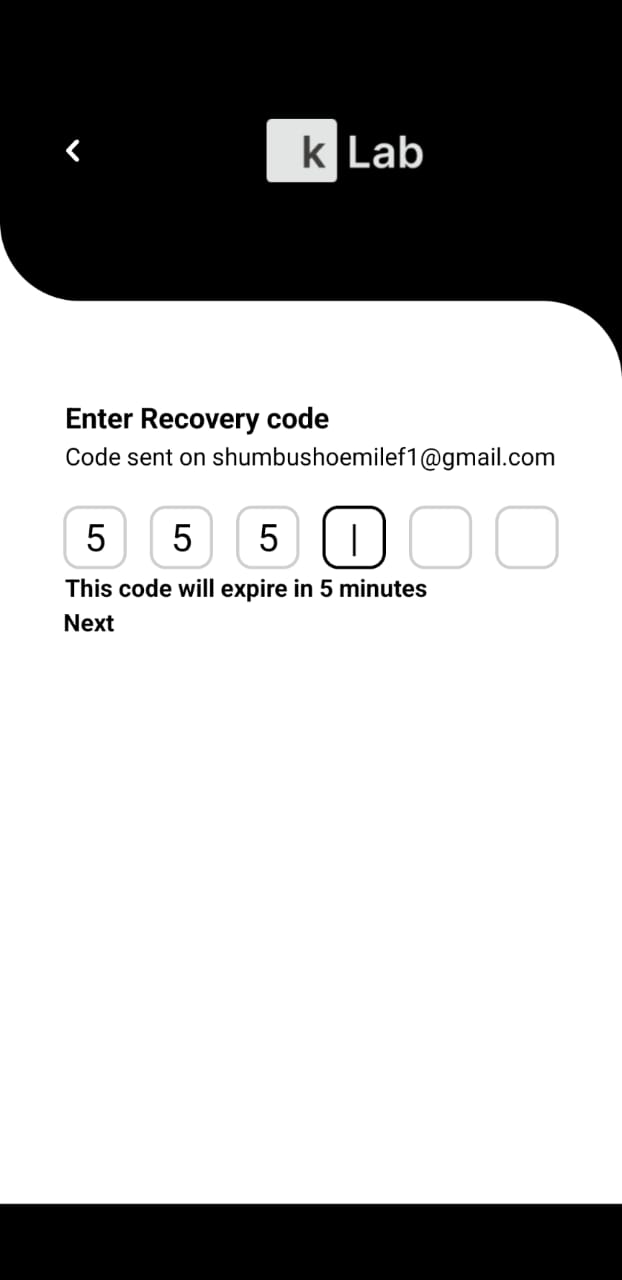 k Lab
Enter Recovery code
Code sent on shumbushoemilef1@gmail.com
5 5 5
This code will expire in 5 minutes
Next